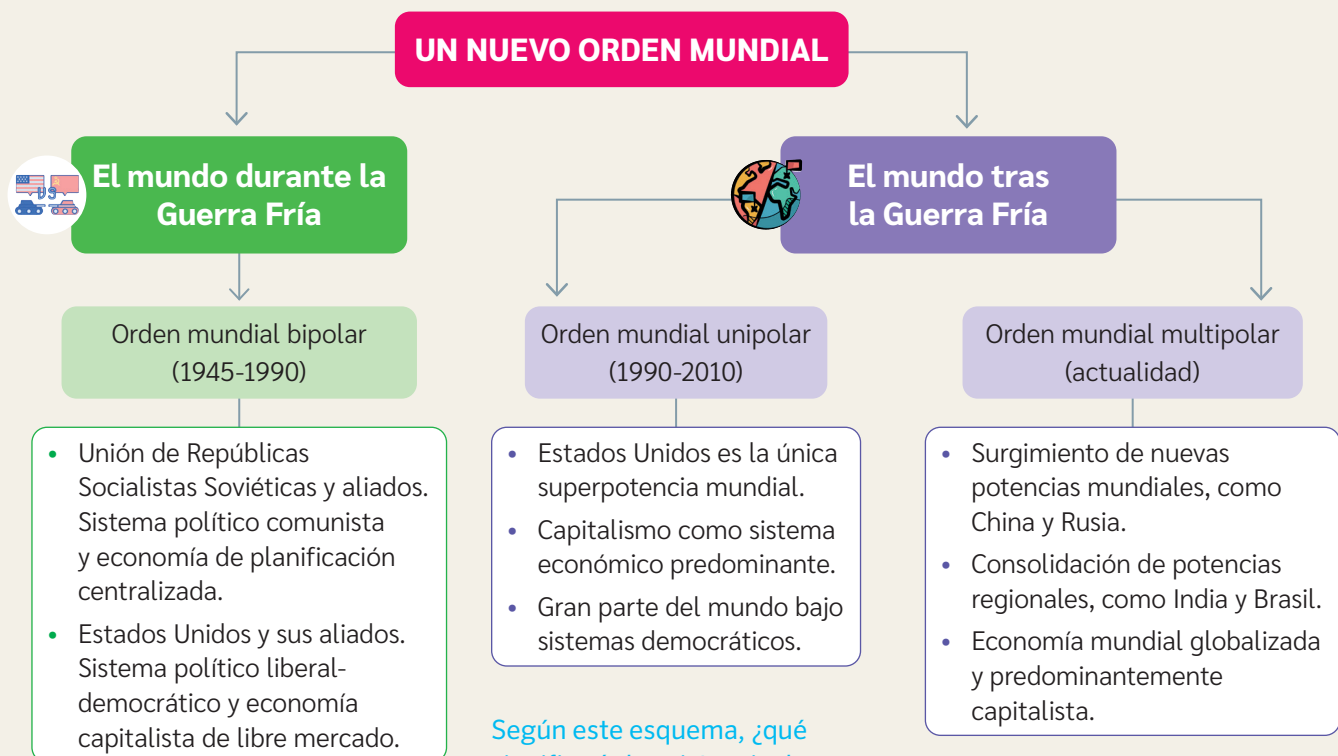 UN NUEVO ORDEN MUNDIAL
El mundo durante la
Guerra Fría
VS
Orden mundial bipolar
(1945-1990)
• Unión de Repúblicas
Socialistas Soviéticas y aliados.
Sistema político comunista
y economía de planificación
centralizada.
• Estados Unidos y sus aliados.
Sistema político liberal-
democrático y economía
capitalista de libre mercado.
El mundo tras
la Guerra Fría
Orden mundial unipolar
(1990-2010)
• Estados Unidos es la única
superpotencia mundial.
• Capitalismo como sistema
económico predominante.
• Gran parte del mundo bajo
sistemas democráticos.
Orden mundial multipolar
(actualidad)
• Surgimiento de nuevas
potencias mundiales, como
China y Rusia.
• Consolidación de potencias
regionales, como India y Brasil.
• Economía mundial globalizada
y predominantemente
capitalista.
Según este esquema, ¿qué